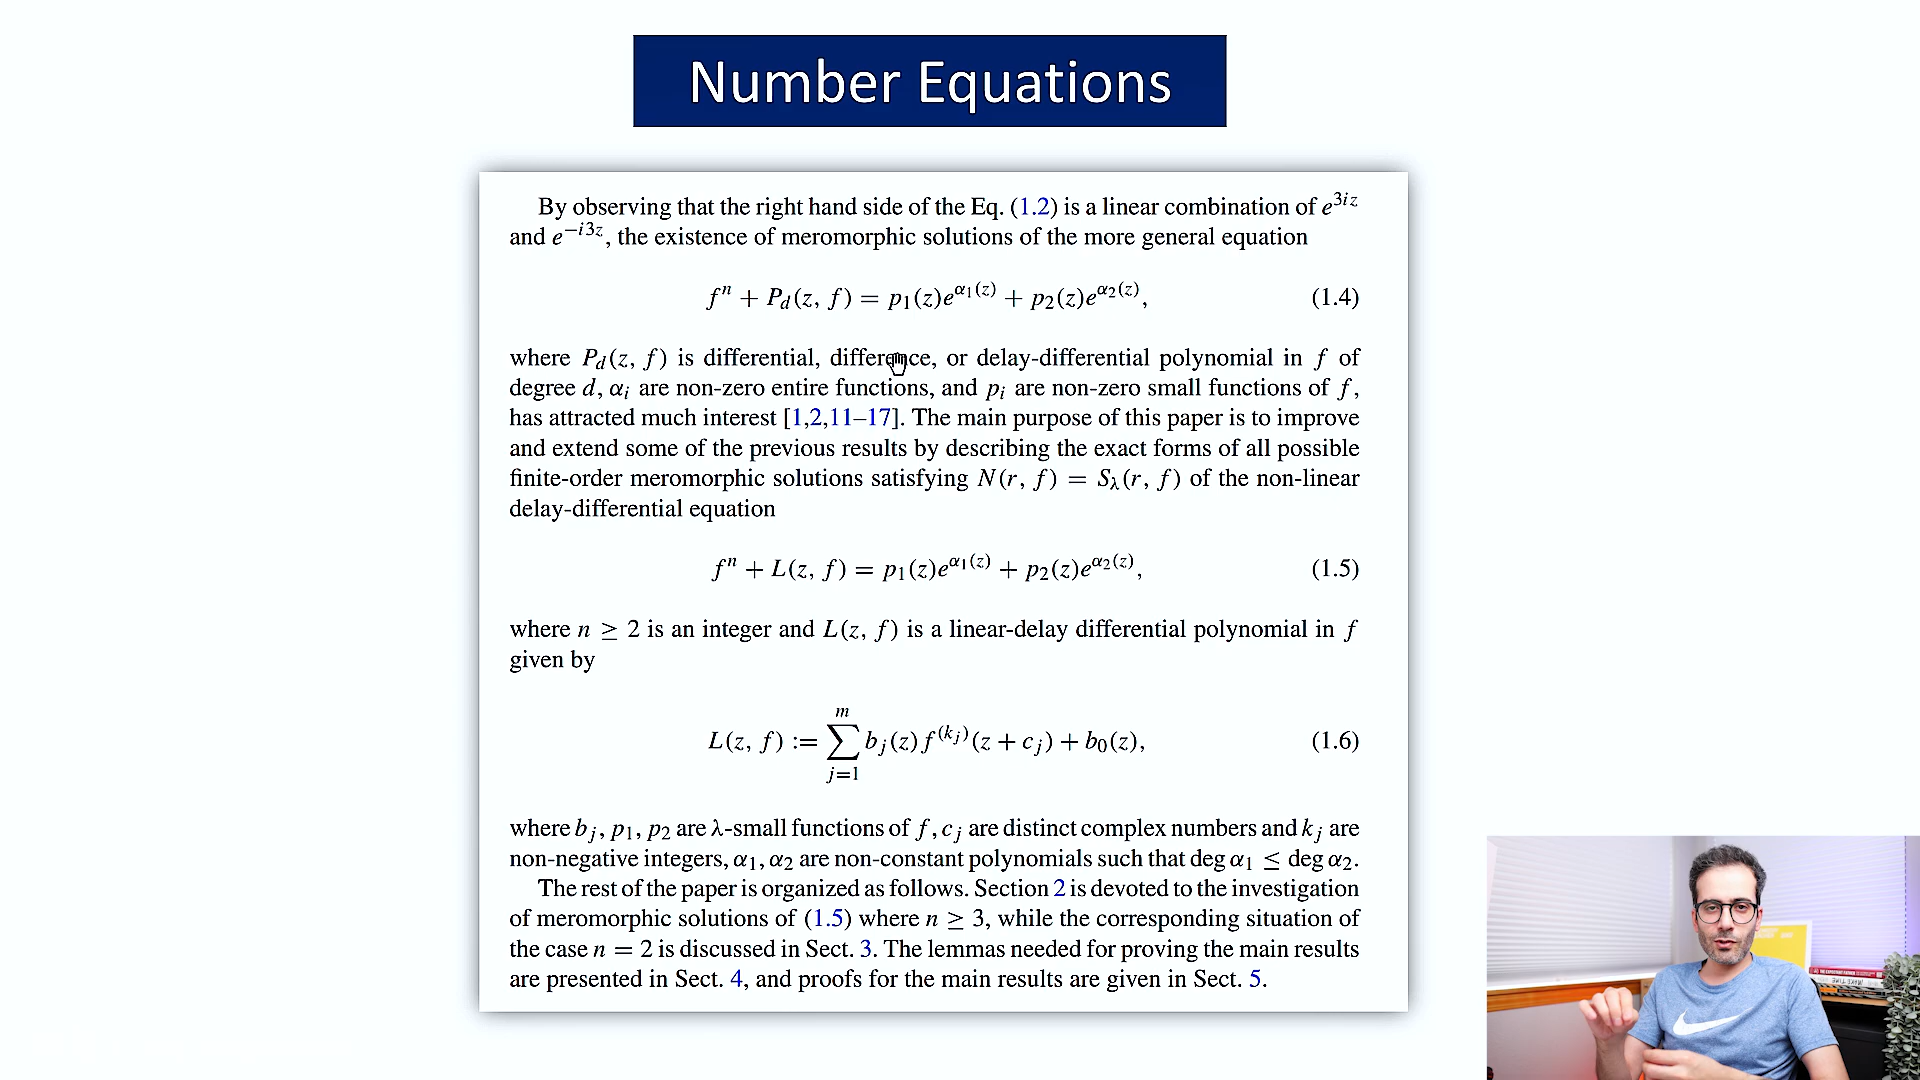 Number Equations
By observing that the right hand side of the Eq. (1.2) is a linear combination of e^{3iz}
and e^{−i3z}, the existence of meromorphic solutions of the more general equation
f^n + P_d(z, f) = p_1(z)e^{α_1(z)} + p_2(z)e^{α_2(z)}, (1.4)
where P_d(z, f) is differential, difference, or delay-differential polynomial in f of
degree d, α_i are non-zero entire functions, and p_i are non-zero small functions of f,
has attracted much interest [1,2,11–17]. The main purpose of this paper is to improve
and extend some of the previous results by describing the exact forms of all possible
finite-order meromorphic solutions satisfying N(r, f) = S_λ(r, f) of the non-linear
delay-differential equation
f^n + L(z, f) = p_1(z)e^{α_1(z)} + p_2(z)e^{α_2(z)}, (1.5)
where n ≥ 2 is an integer and L(z, f) is a linear-delay differential polynomial in f
given by
L(z, f) := \sum_{j=1}^{m} b_j(z) f^{(k_j)}(z + c_j) + b_0(z), (1.6)
where b_j, p_1, p_2 are λ-small functions of f, c_j are distinct complex numbers and k_j are
non-negative integers, α_1, α_2 are non-constant polynomials such that deg α_1 ≤ deg α_2.
The rest of the paper is organized as follows. Section 2 is devoted to the investigation
of meromorphic solutions of (1.5) where n ≥ 3, while the corresponding situation of
the case n = 2 is discussed in Sect. 3. The lemmas needed for proving the main results
are presented in Sect. 4, and proofs for the main results are given in Sect. 5.